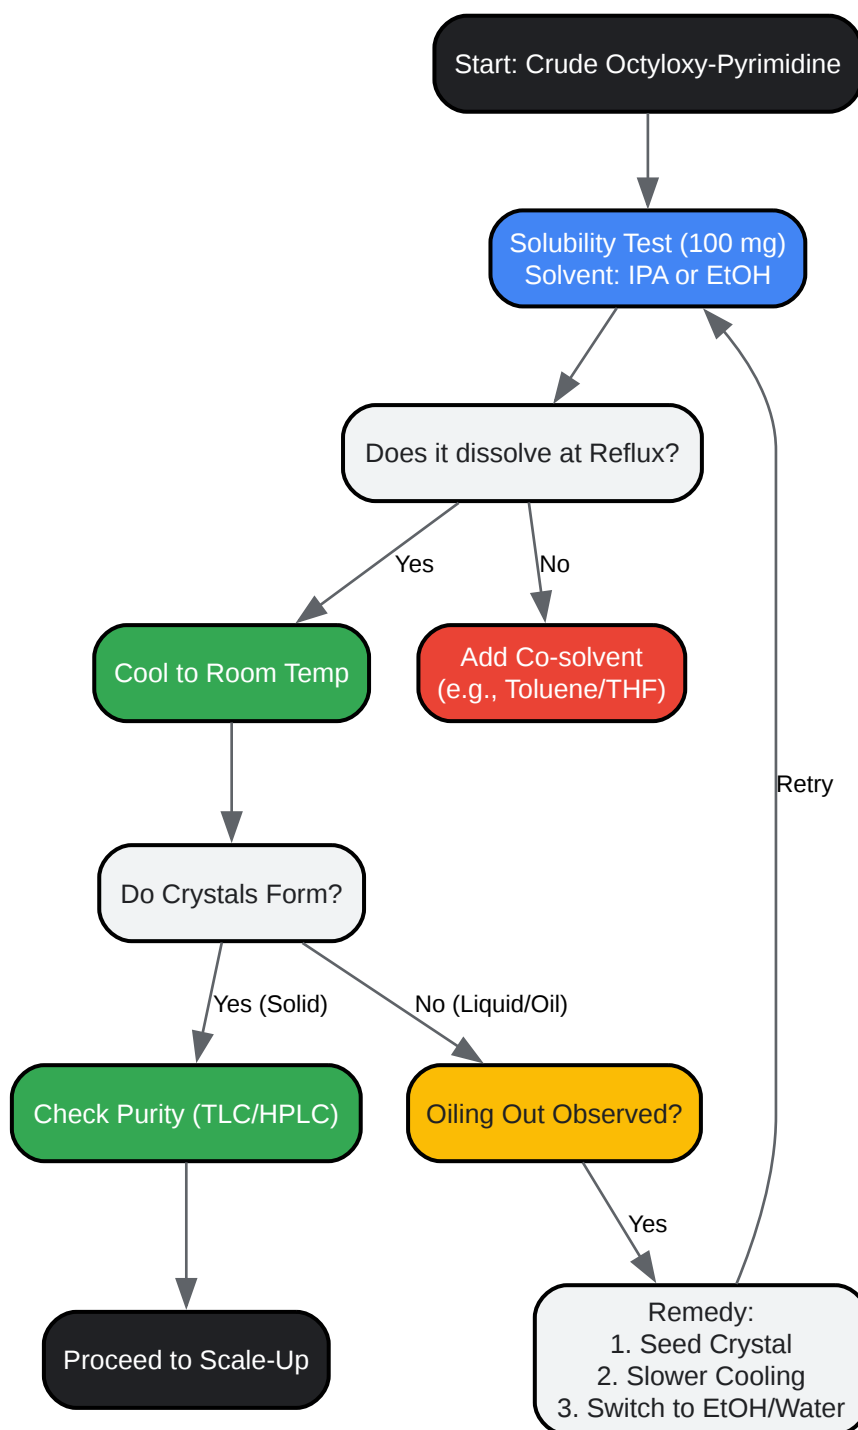 Start: Crude Octyloxy-Pyrimidine
Solubility Test (100 mg)
Solvent: IPA or EtOH
Does it dissolve at Reflux?
Yes
No
Cool to Room Temp
Add Co-solvent
(e.g., Toluene/THF)
Retry
Do Crystals Form?
Yes (Solid)
No (Liquid/Oil)
Check Purity (TLC/HPLC)
Oiling Out Observed?
Yes
Proceed to Scale-Up
Remedy:
1. Seed Crystal
2. Slower Cooling
3. Switch to EtOH/Water